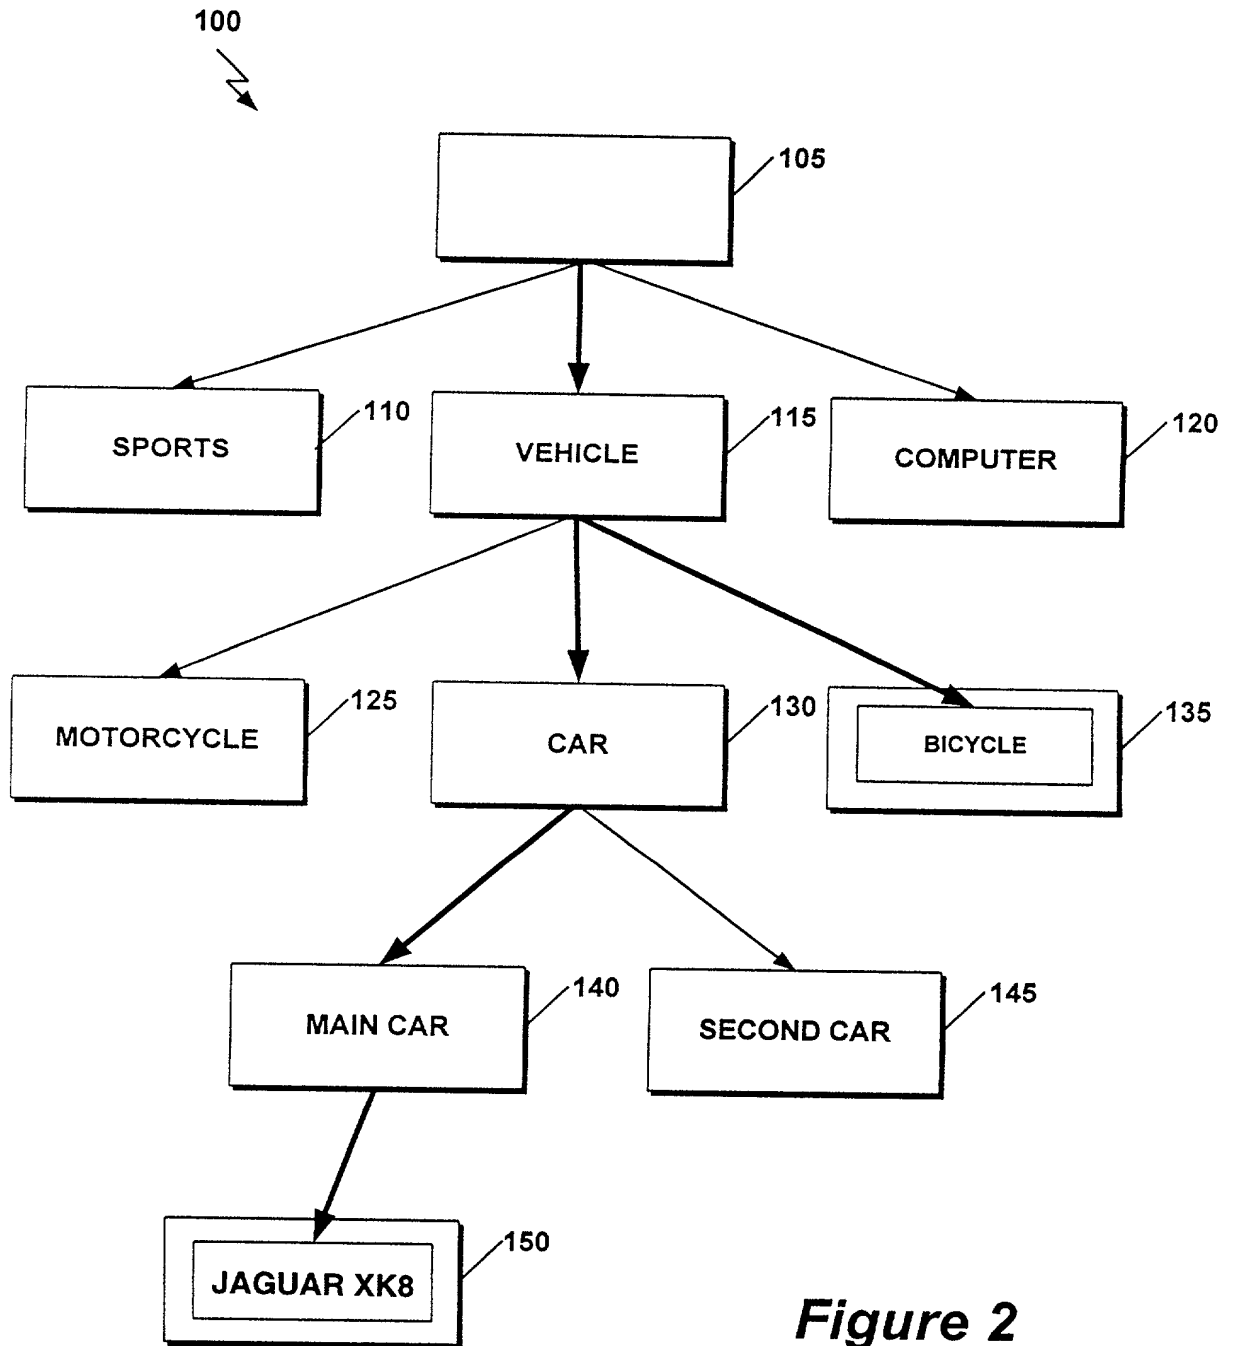 100
105
110
SPORTS
115
VEHICLE
120
COMPUTER
125
MOTORCYCLE
130
CAR
135
BICYCLE
140
MAIN CAR
145
SECOND CAR
150
JAGUAR XK8
Figure 2